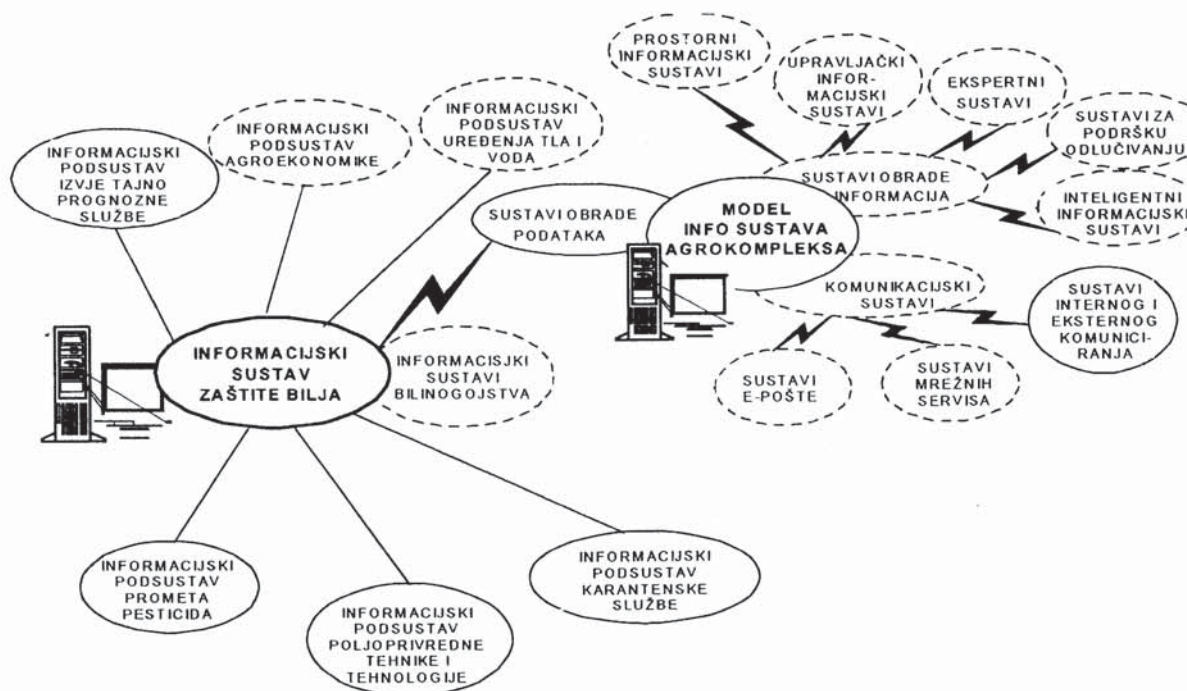 PROSTORNI
INFORMACIJSKI
SUSTAVI
UPRAVLJAČKI
INFOR-
MACIJSKI
SUSTAVI
EKSPERTNI
SUSTAVI
SUSTAVI ZA
PODRŠKU
ODLUČIVANJU
INTELIGENTNI
INFORMACIJSKI
SUSTAVI
SUSTAVI OBRADE
INFORMACIJA
INFORMACIJSKI
PODSUSTAV
IZVJE TAJNO
PROGNOZNE
SLUŽBE
INFORMACIJSKI
PODSUSTAV
AGROEKONOMIKE
INFORMACIJSKI
PODSUSTAV
UREĐENJA TLA I
VODA
SUSTAVI OBRADE
PODATAKA
MODEL
INFO SUSTAVA
AGROKOMPLEKSA
KOMUNIKACIJSKI
SUSTAVI
SUSTAVI
INTERNOG I
EKSTERNOG
KOMUNICI-
RANJA
SUSTAVI
E-POŠTE
SUSTAVI
MREŽNIH
SERVISA
INFORMACIJSKI
SUSTAV
ZAŠTITE BILJA
INFORMACISJKI
SUSTAVI
BILINOGOJSTVA
INFORMACIJSKI
PODSUSTAV
PROMETA
PESTICIDA
INFORMACIJSKI
PODSUSTAV
POLJOPRIVREDNE
TEHNIKE I
TEHNOLOGIJE
INFORMACIJSKI
PODSUSTAV
KARANTENSKE
SLUŽBE